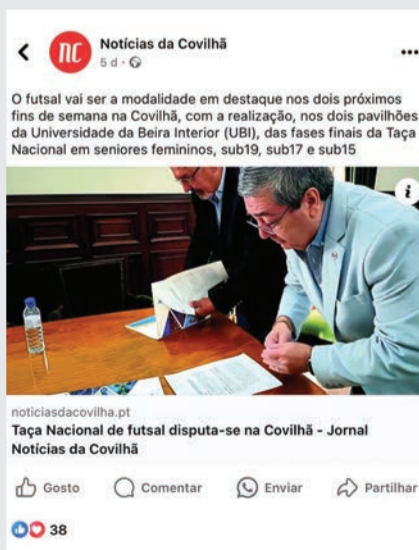 NC
Notícias da Covilhã
5 d ·
O futsal vai ser a modalidade em destaque nos dois próximos
fins de semana na Covilhã, com a realização, nos dois pavilhões
da Universidade da Beira Interior (UBI), das fases finais da Taça
Nacional em seniores femininos, sub19, sub17 e sub15
i
noticiasdacovilha.pt
Taça Nacional de futsal disputa-se na Covilhã - Jornal
Notícias da Covilhã
Gosto Comentar Enviar Partilhar
38